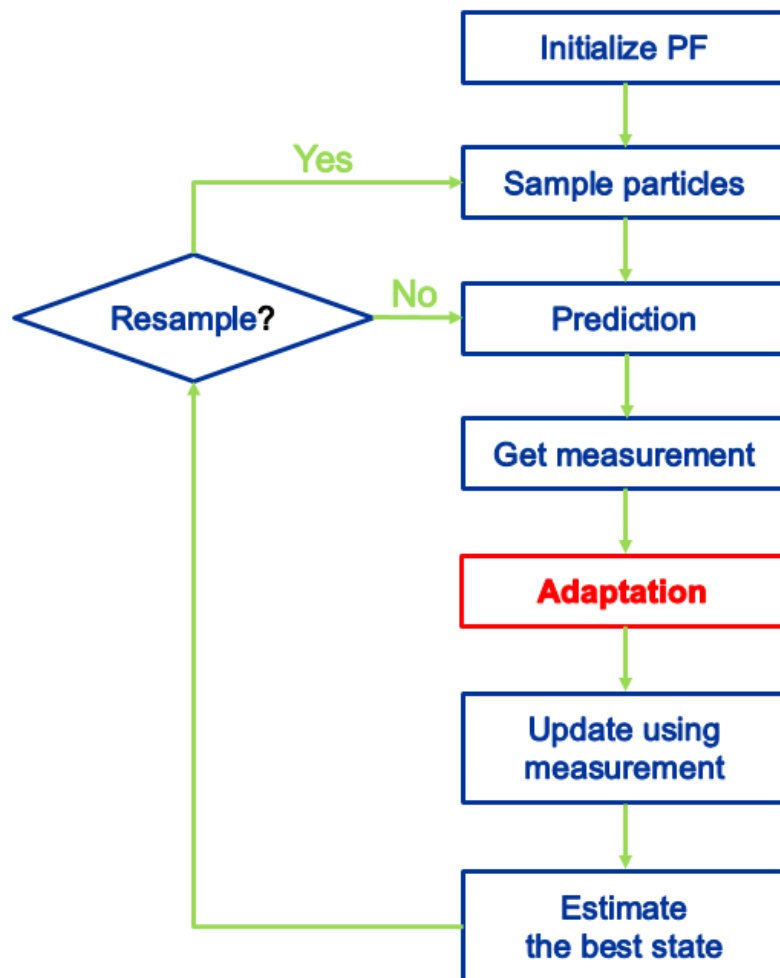 Initialize PF
Yes
Sample particles
Resample?
No
Prediction
Get measurement
Adaptation
Update using
measurement
Estimate
the best state